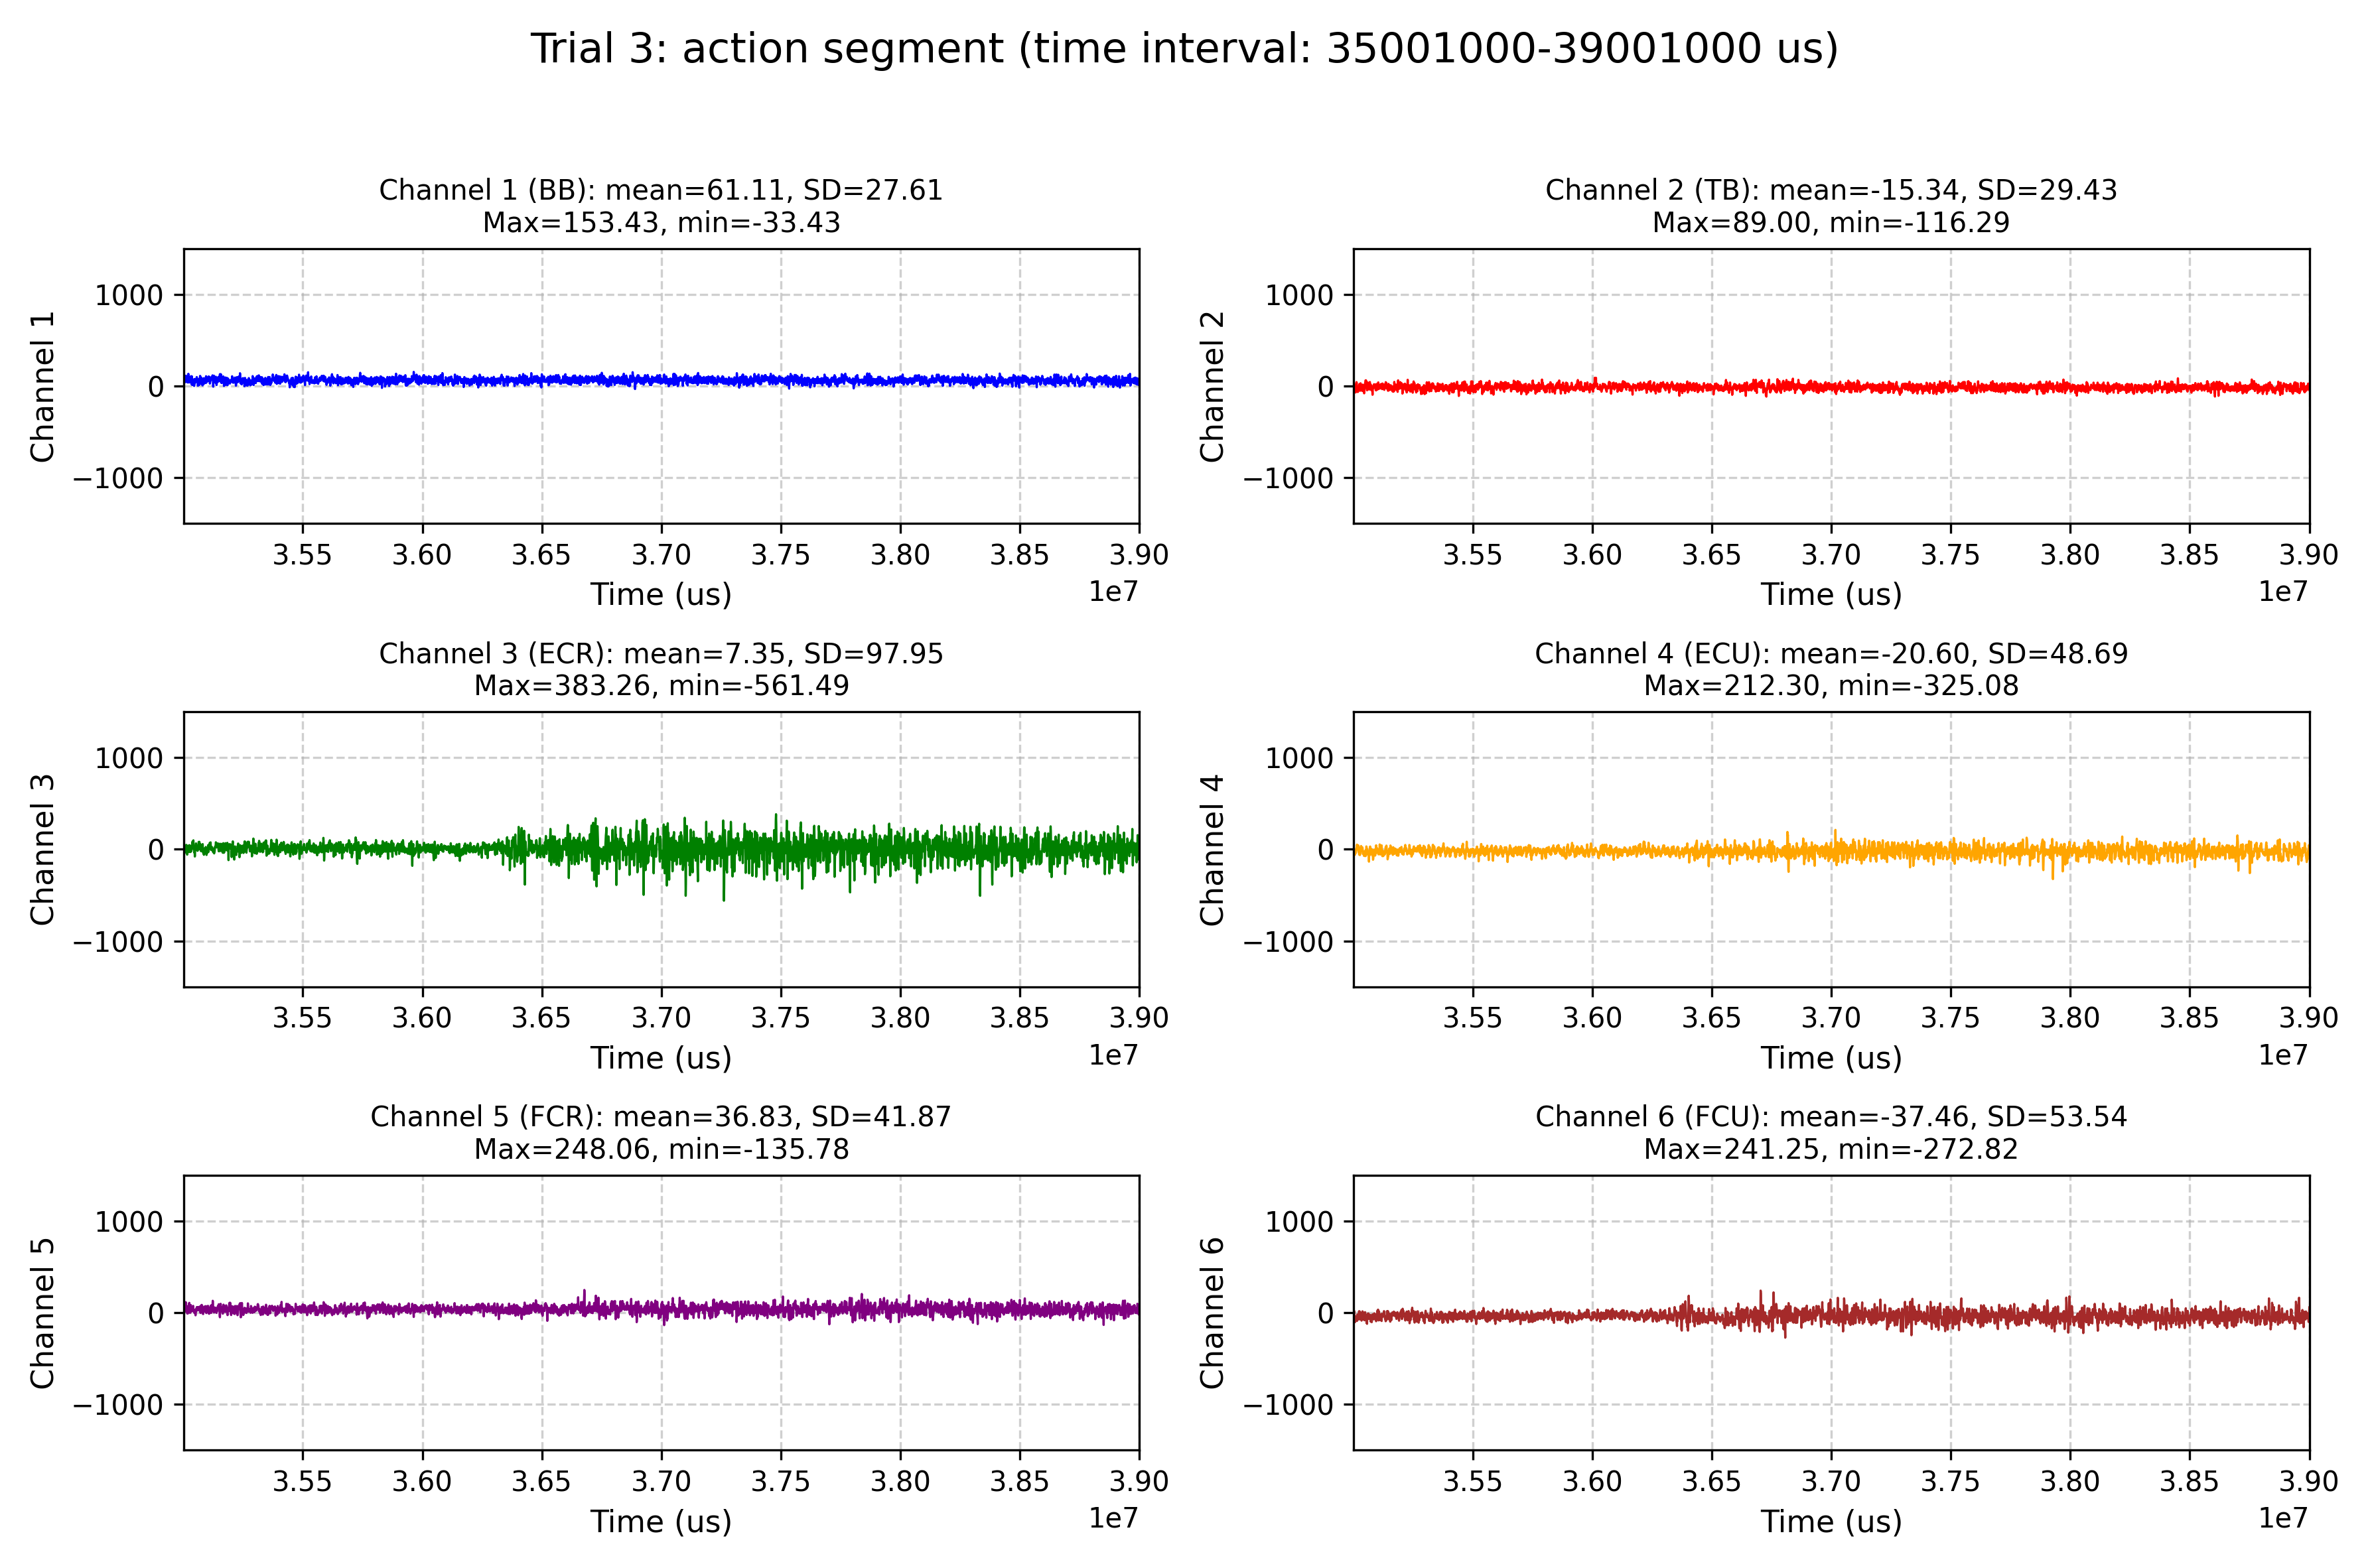 Trial 3: action segment (time interval: 35001000-39001000 us)
Channel 1 (BB): mean=61.11, SD=27.61
Max=153.43, min=-33.43
Channel 1
1000
0
−1000
3.55 3.60 3.65 3.70 3.75 3.80 3.85 3.90
1e7
Time (us)
Channel 2 (TB): mean=-15.34, SD=29.43
Max=89.00, min=-116.29
Channel 2
1000
0
−1000
3.55 3.60 3.65 3.70 3.75 3.80 3.85 3.90
1e7
Time (us)
Channel 3 (ECR): mean=7.35, SD=97.95
Max=383.26, min=-561.49
Channel 3
1000
0
−1000
3.55 3.60 3.65 3.70 3.75 3.80 3.85 3.90
1e7
Time (us)
Channel 4 (ECU): mean=-20.60, SD=48.69
Max=212.30, min=-325.08
Channel 4
1000
0
−1000
3.55 3.60 3.65 3.70 3.75 3.80 3.85 3.90
1e7
Time (us)
Channel 5 (FCR): mean=36.83, SD=41.87
Max=248.06, min=-135.78
Channel 5
1000
0
−1000
3.55 3.60 3.65 3.70 3.75 3.80 3.85 3.90
1e7
Time (us)
Channel 6 (FCU): mean=-37.46, SD=53.54
Max=241.25, min=-272.82
Channel 6
1000
0
−1000
3.55 3.60 3.65 3.70 3.75 3.80 3.85 3.90
1e7
Time (us)